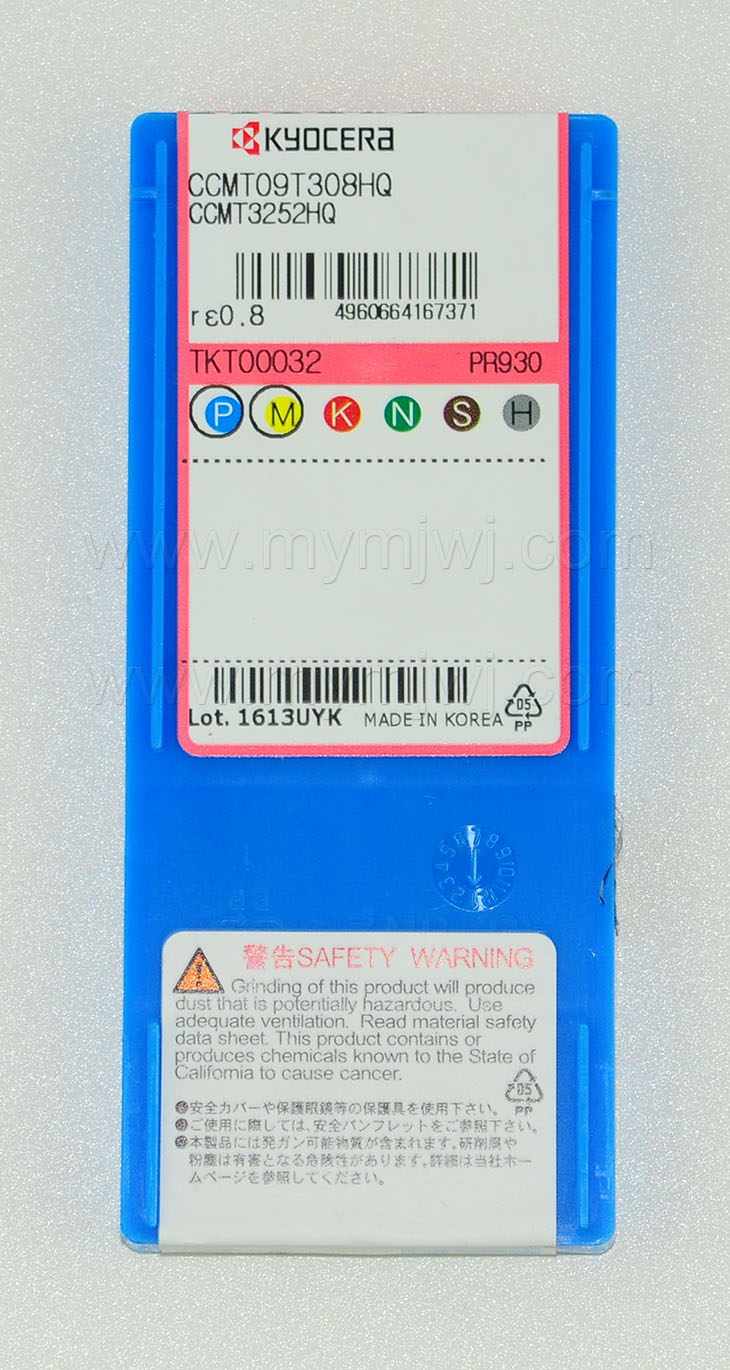 KYOCERA
CCMT09T308HQ
CCMT3252HQ
rε0.8 4960664167371
TKT00032 PR930
P M K N S H
www.mymjwj.com
www.mymjwj.com
Lot. 1613UYK MADE IN KOREA 05
PP
警告SAFETY WARNING
Grinding of this product will produce
dust that is potentially hazardous. Use
adequate ventilation. Read material safety
data sheet. This product contains or
produces chemicals known to the State of
California to cause cancer.
05
PP
●安全カバーや保護眼鏡等の保護具を使用下さい。
●ご使用に際しては,安全パンフレットをご参照下さい。
●本製品には発ガン可能物質が含まれます。研削屑や
粉塵は有害となる危険性があります。詳細は当社ホー
ムページを参照してください。